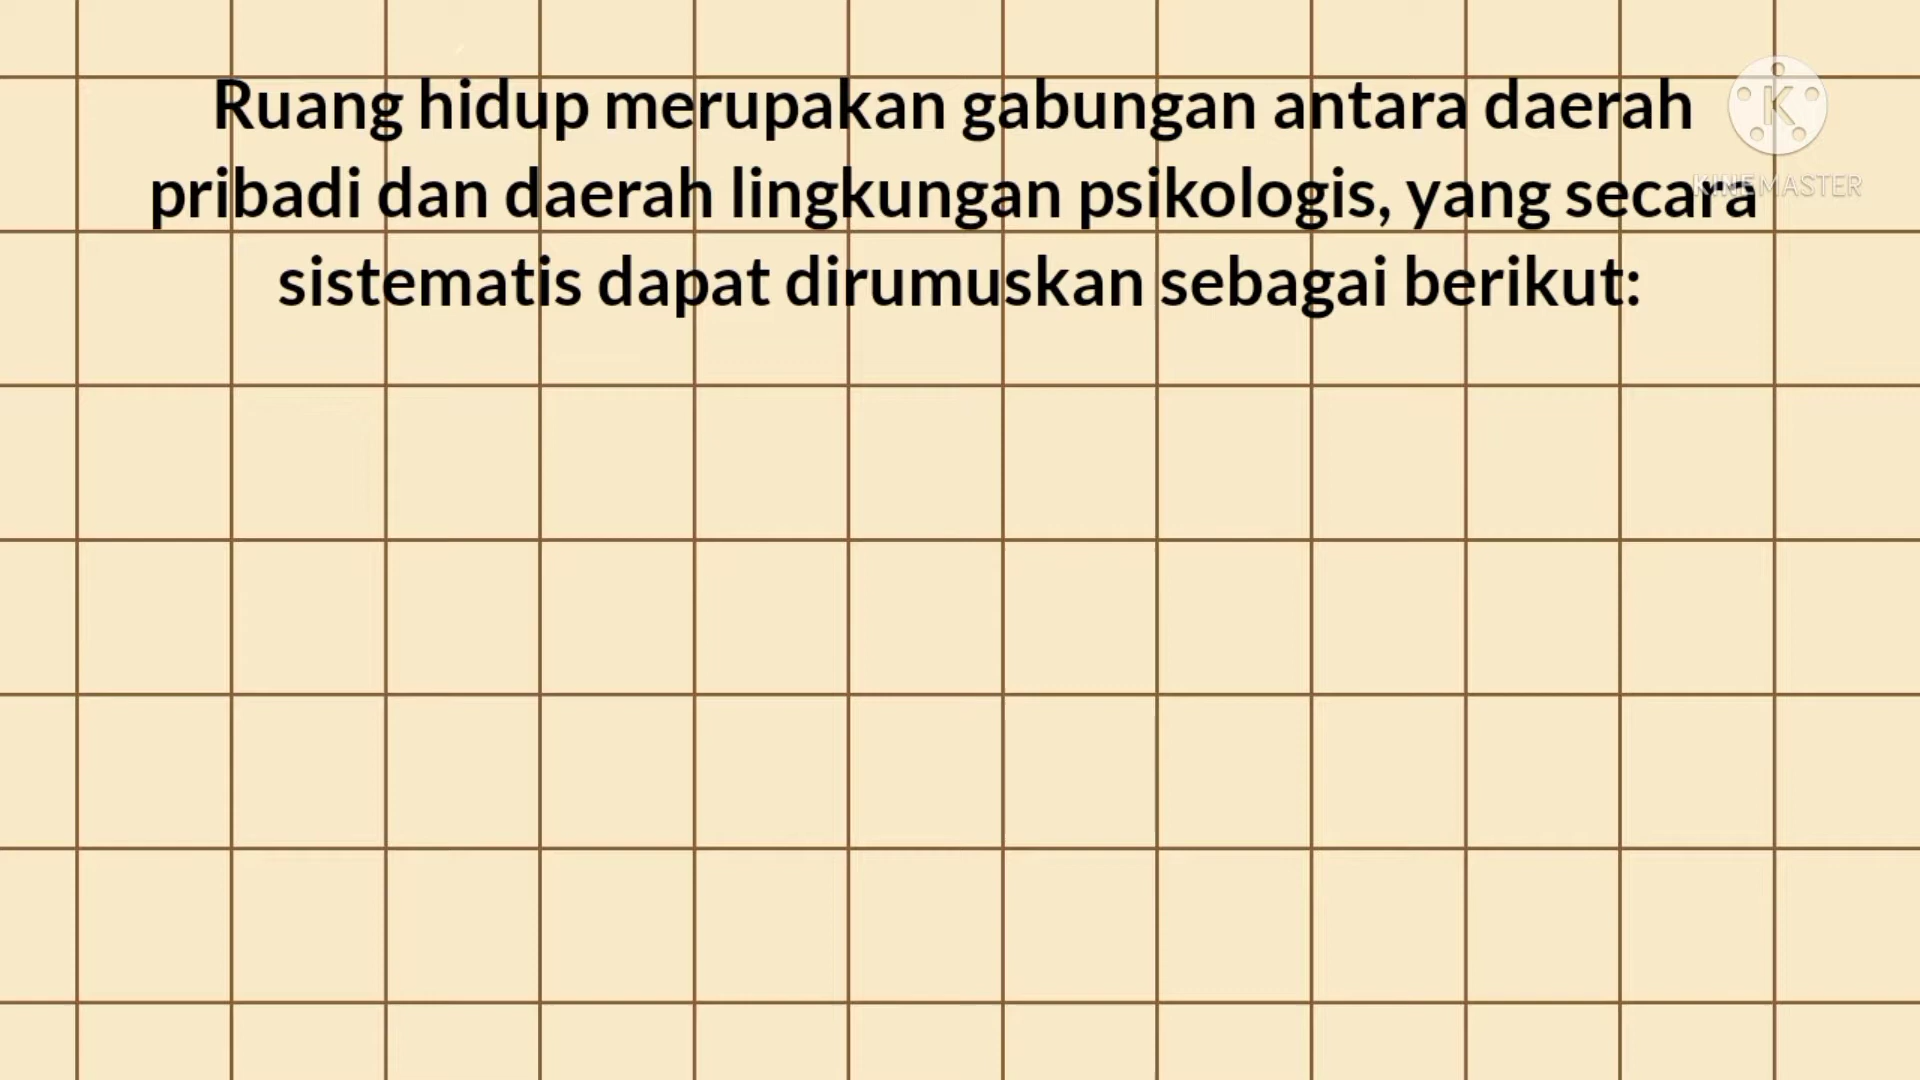 Ruang hidup merupakan gabungan antara daerah
pribadi dan daerah lingkungan psikologis, yang secara
sistematis dapat dirumuskan sebagai berikut:
K
KINEMASTER